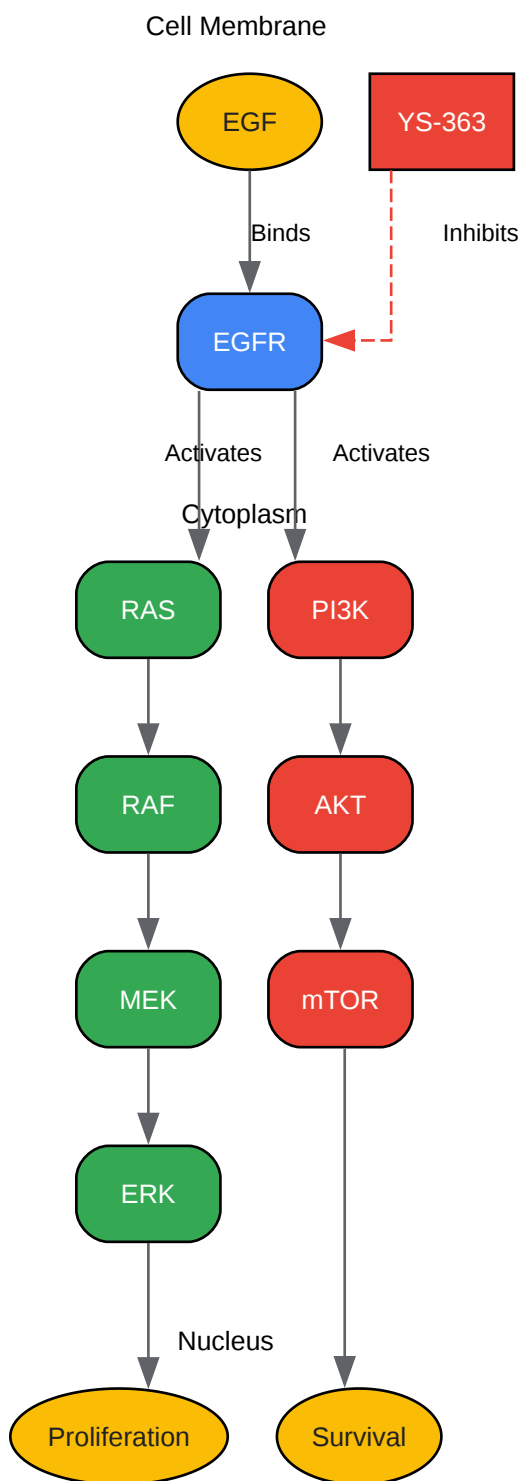 Cell Membrane
EGF
YS-363
Binds
Inhibits
EGFR
Activates
Activates
Cytoplasm
RAS
PI3K
RAF
AKT
MEK
mTOR
ERK
Nucleus
Proliferation
Survival